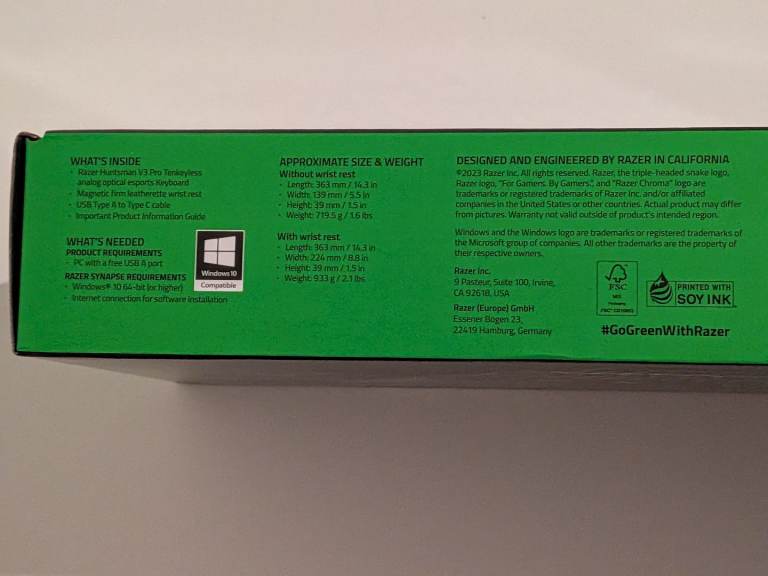 WHAT'S INSIDE
· Razer Huntsman V3 Pro Tenkeyless
analog optical esports Keyboard
· Magnetic firm leatherette wrist rest
· USB Type A to Type C cable
· Important Product Information Guide
WHAT'S NEEDED
PRODUCT REQUIREMENTS
· PC with a free USB A port
RAZER SYNAPSE REQUIREMENTS
· Windows® 10 64-bit (or higher)
· Internet connection for software installation
Windows 10
Compatible
APPROXIMATE SIZE & WEIGHT
Without wrist rest
· Length: 363 mm / 14.3 in
· Width: 139 mm / 5.5 in
· Height: 39 mm / 1.5 in
· Weight: 719.5 g / 1.6 lbs
With wrist rest
· Length: 363 mm / 14.3 in
· Width: 224 mm / 8.8 in
· Height: 39 mm / 1.5 in
· Weight: 933 g / 2.1 lbs
DESIGNED AND ENGINEERED BY RAZER IN CALIFORNIA
©2023 Razer Inc. All rights reserved. Razer, the triple-headed snake logo,
Razer logo, "For Gamers. By Gamers.", and "Razer Chroma" logo are
trademarks or registered trademarks of Razer Inc. and/or affiliated
companies in the United States or other countries. Actual product may differ
from pictures. Warranty not valid outside of product's intended region.
Windows and the Windows logo are trademarks or registered trademarks of
the Microsoft group of companies. All other trademarks are the property of
their respective owners.
Razer Inc.
9 Pasteur, Suite 100, Irvine,
CA 92618, USA
Razer (Europe) GmbH
Essener Bogen 23,
22419 Hamburg, Germany
FSC
MIX
Packaging
PRINTED WITH
SOY INK™
#GoGreenWithRazer